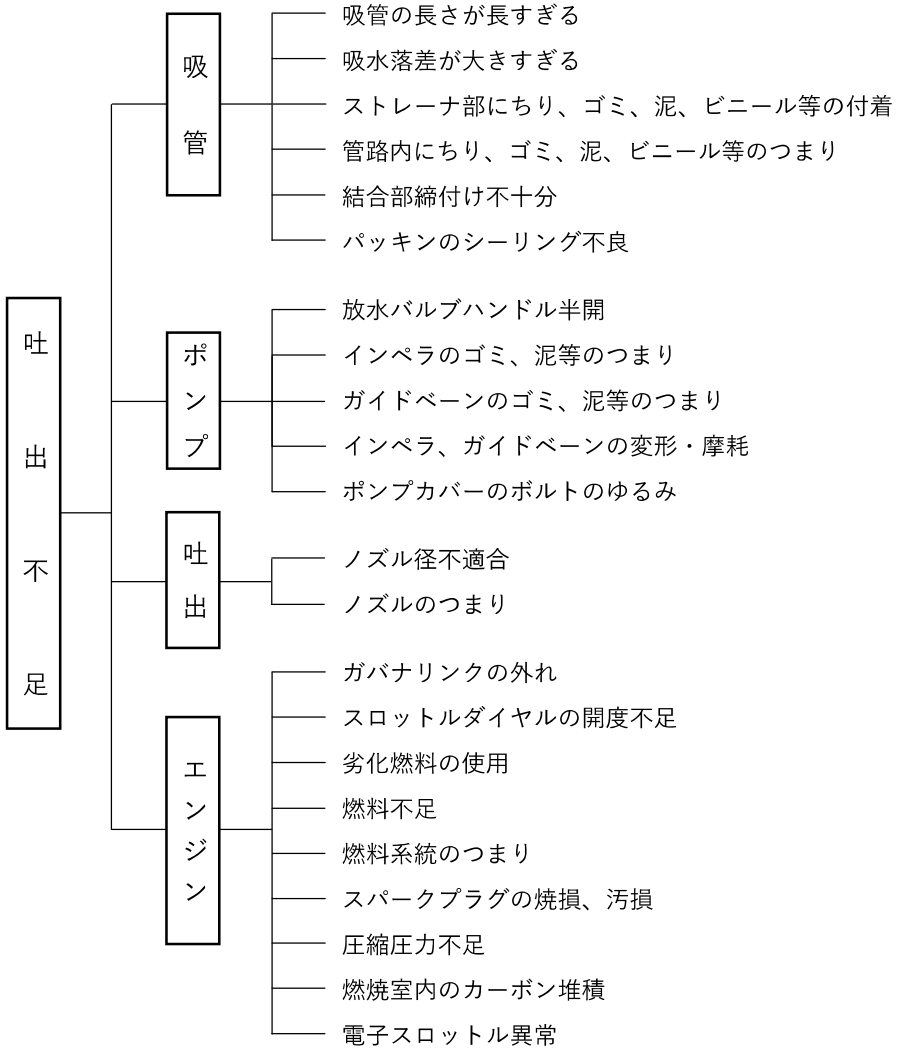 吐出不足
吸管
吸管の長さが長すぎる
吸水落差が大きすぎる
ストレーナ部にちり、ゴミ、泥、ビニール等の付着
管路内にちり、ゴミ、泥、ビニール等のつまり
結合部締付け不十分
パッキンのシーリング不良
ポンプ
放水バルブハンドル半開
インペラのゴミ、泥等のつまり
ガイドベーンのゴミ、泥等のつまり
インペラ、ガイドベーンの変形・摩耗
ポンプカバーのボルトのゆるみ
吐出
ノズル径不適合
ノズルのつまり
エンジン
ガバナリンクの外れ
スロットルダイヤルの開度不足
劣化燃料の使用
燃料不足
燃料系統のつまり
スパークプラグの焼損、汚損
圧縮圧力不足
燃焼室内のカーボン堆積
電子スロットル異常